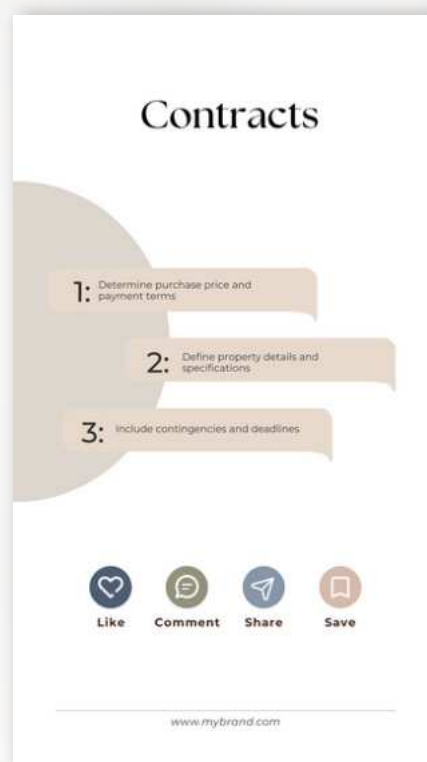 Contracts
1: Determine purchase price and
payment terms
2: Define property details and
specifications
3: Include contingencies and deadlines
Like Comment Share Save
www.mybrand.com